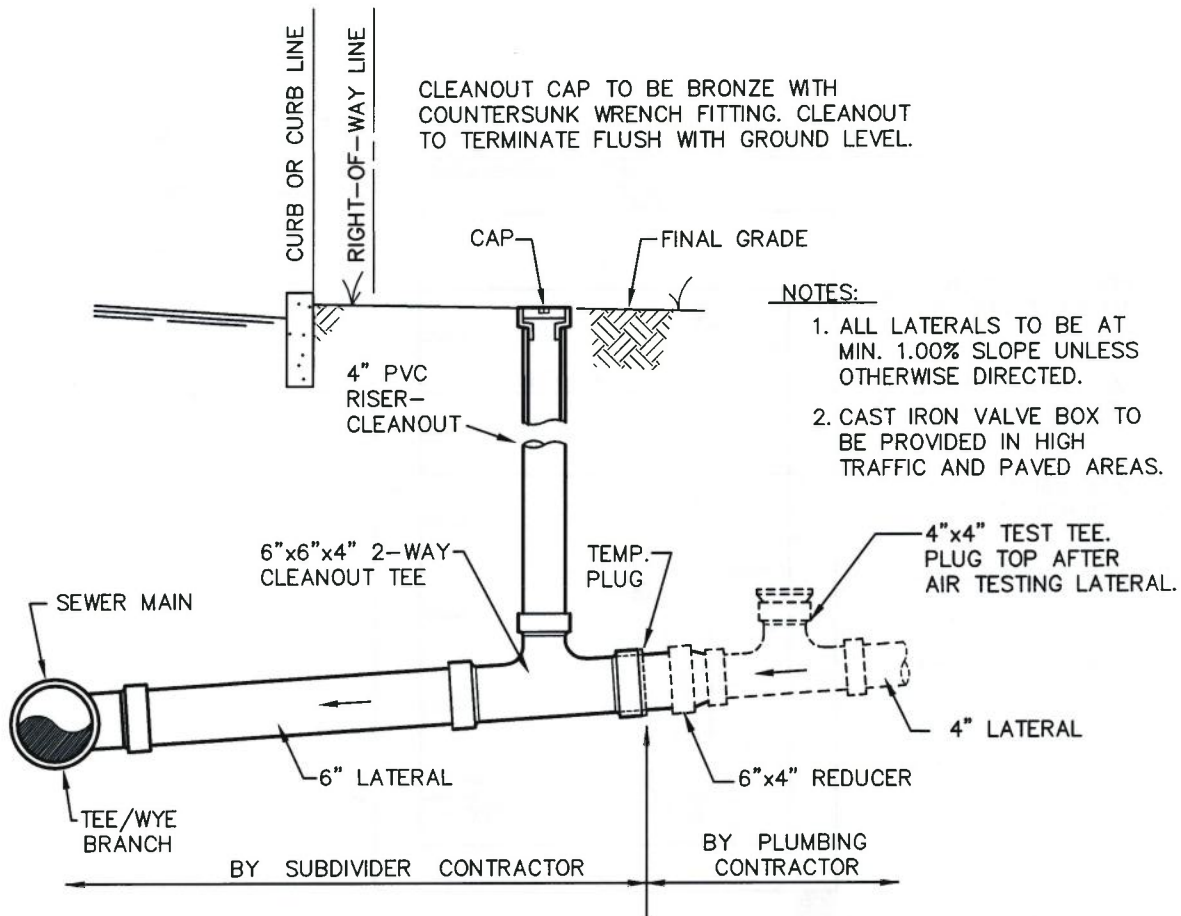 CURB OR CURB LINE
RIGHT-OF-WAY LINE
CLEANOUT CAP TO BE BRONZE WITH
COUNTERSUNK WRENCH FITTING. CLEANOUT
TO TERMINATE FLUSH WITH GROUND LEVEL.
CAP
FINAL GRADE
NOTES:
1. ALL LATERALS TO BE AT
MIN. 1.00% SLOPE UNLESS
OTHERWISE DIRECTED.
2. CAST IRON VALVE BOX TO
BE PROVIDED IN HIGH
TRAFFIC AND PAVED AREAS.
4" PVC
RISER-
CLEANOUT
6"x6"x4" 2-WAY
CLEANOUT TEE
TEMP.
PLUG
4"x4" TEST TEE.
PLUG TOP AFTER
AIR TESTING LATERAL.
SEWER MAIN
4" LATERAL
6" LATERAL
6"x4" REDUCER
TEE/WYE
BRANCH
BY SUBDIVIDER CONTRACTOR
BY PLUMBING
CONTRACTOR